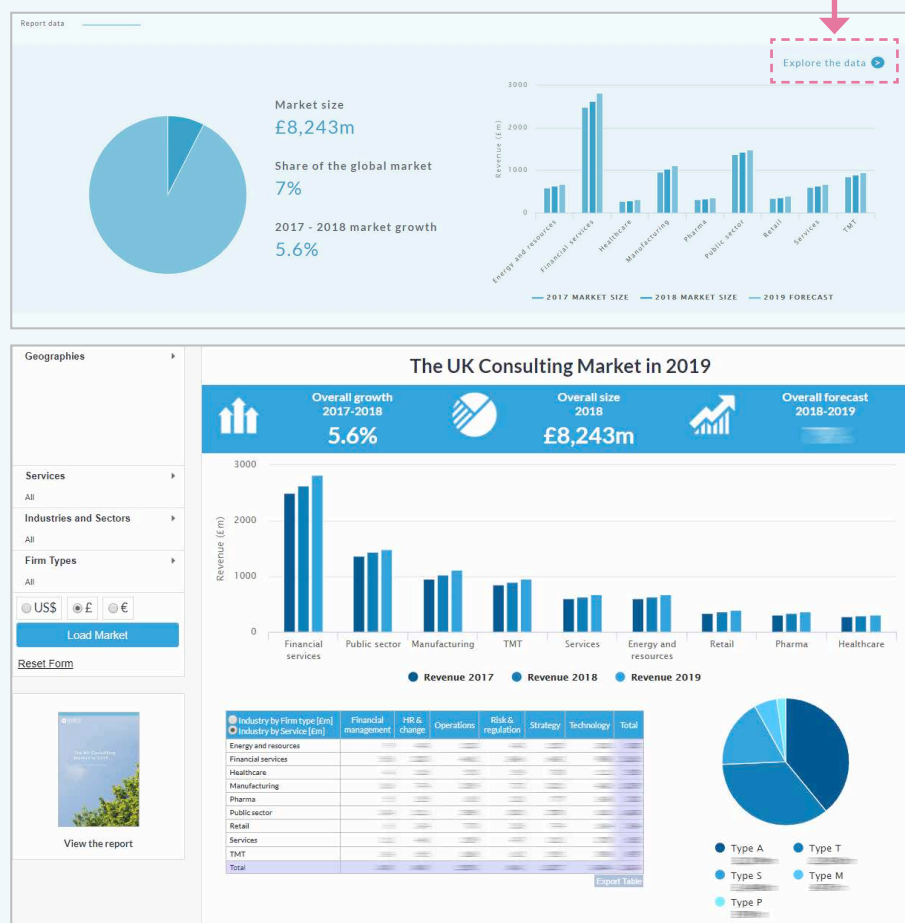 Report data
Explore the data
Market size
£8,243m
Share of the global market
7%
2017 - 2018 market growth
5.6%
Revenue (£m)
3000
2000
1000
0
Energy and resources
Financial services
Healthcare
Manufacturing
Pharma
Public sector
Retail
Services
TMT
2017 MARKET SIZE
2018 MARKET SIZE
2019 FORECAST
Geographies
Services
All
Industries and Sectors
All
Firm Types
All
US$ £ €
Load Market
Reset Form
View the report
The UK Consulting Market in 2019
Overall growth
2017-2018
5.6%
Overall size
2018
£8,243m
Overall forecast
2018-2019
Revenue (£m)
3000
2000
1000
0
Financial
services
Public sector
Manufacturing
TMT
Services
Energy and
resources
Retail
Pharma
Healthcare
Revenue 2017
Revenue 2018
Revenue 2019
Industry by Firm type [£m]
Industry by Service [£m]
Financial
management
HR &
change
Operations
Risk &
regulation
Strategy
Technology
Total
Energy and resources
Financial services
Healthcare
Manufacturing
Pharma
Public sector
Retail
Services
TMT
Total
Export Table
Type A
Type T
Type S
Type M
Type P